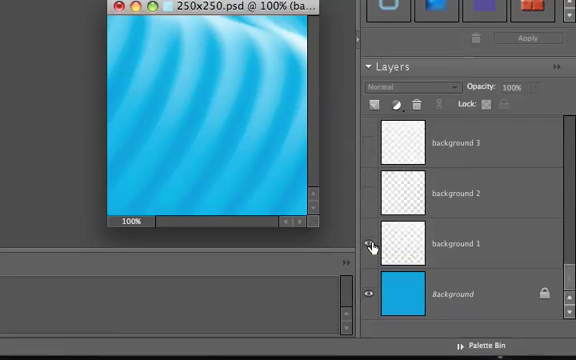 250x250.psd @ 100% (ba...
100%
Apply
Layers
Normal
Opacity: 100%
Lock:
background 3
background 2
background 1
Background
Palette Bin